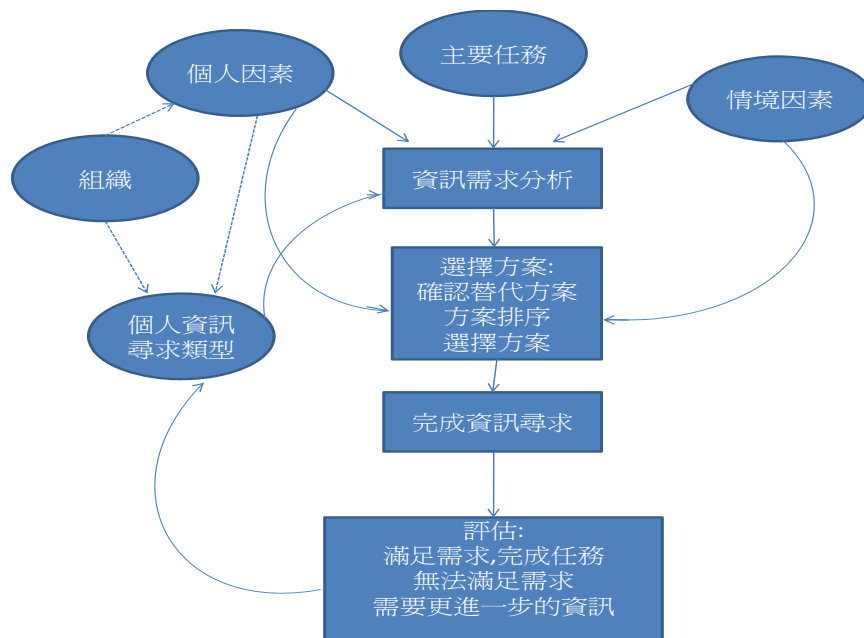 主要任務
個人因素
情境因素
組織
資訊需求分析
選擇方案:
確認替代方案
方案排序
選擇方案
個人資訊
尋求類型
完成資訊尋求
評估:
滿足需求,完成任務
無法滿足需求
需要更進一步的資訊